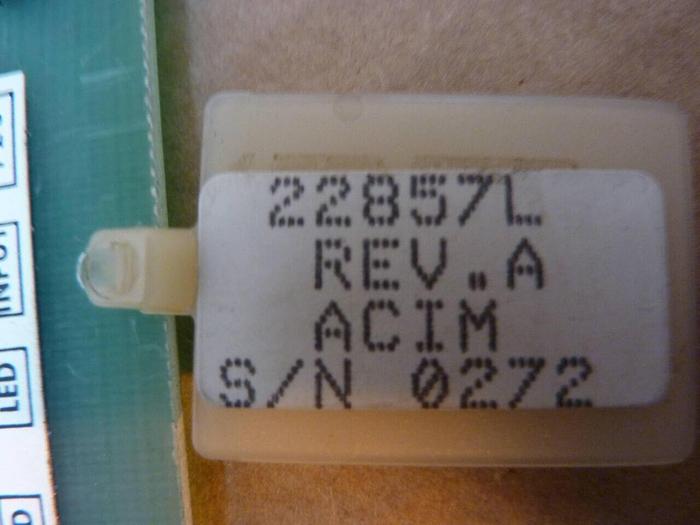 22857L
REV.A
ACIM
S/N 0272
INPUT
LED